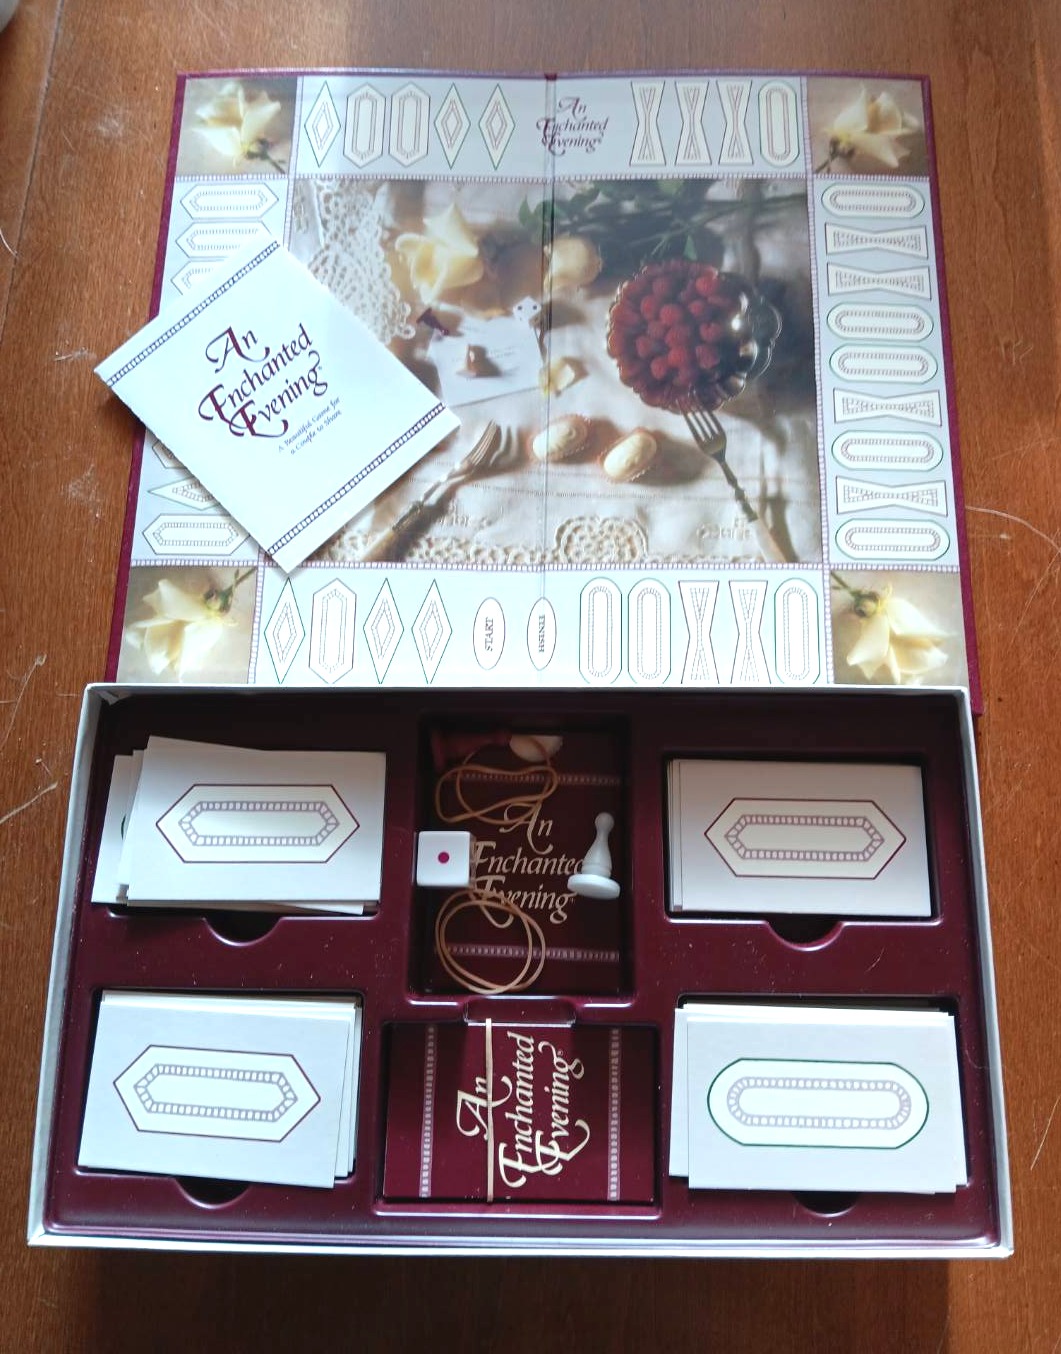 An
Enchanted
Evening®
An
Enchanted
Evening®
A Beautiful Game for
a Couple to Share
START
FINISH
An
Enchanted
Evening®
An
Enchanted
Evening®